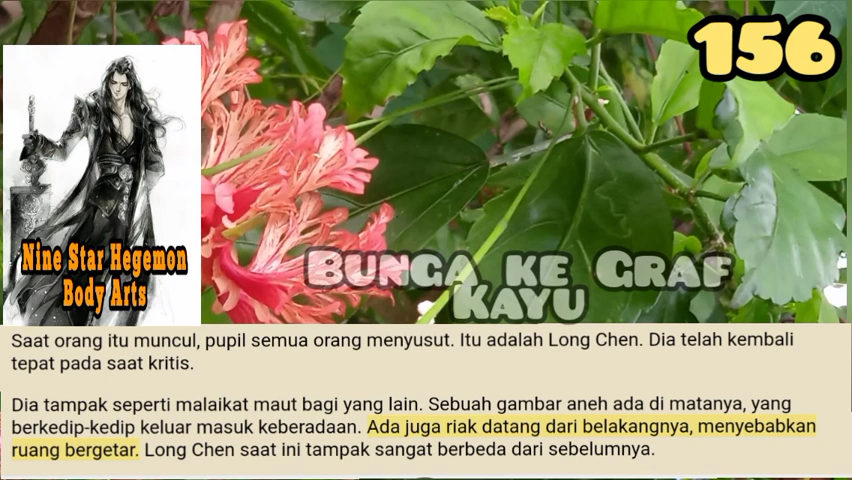 156
Nine Star Hegemon
Body Arts
BUNGA KE GRAF
KAYU
Saat orang itu muncul, pupil semua orang menyusut. Itu adalah Long Chen. Dia telah kembali
tepat pada saat kritis.
Dia tampak seperti malaikat maut bagi yang lain. Sebuah gambar aneh ada di matanya, yang
berkedip-kedip keluar masuk keberadaan. Ada juga riak datang dari belakangnya, menyebabkan
ruang bergetar. Long Chen saat ini tampak sangat berbeda dari sebelumnya.